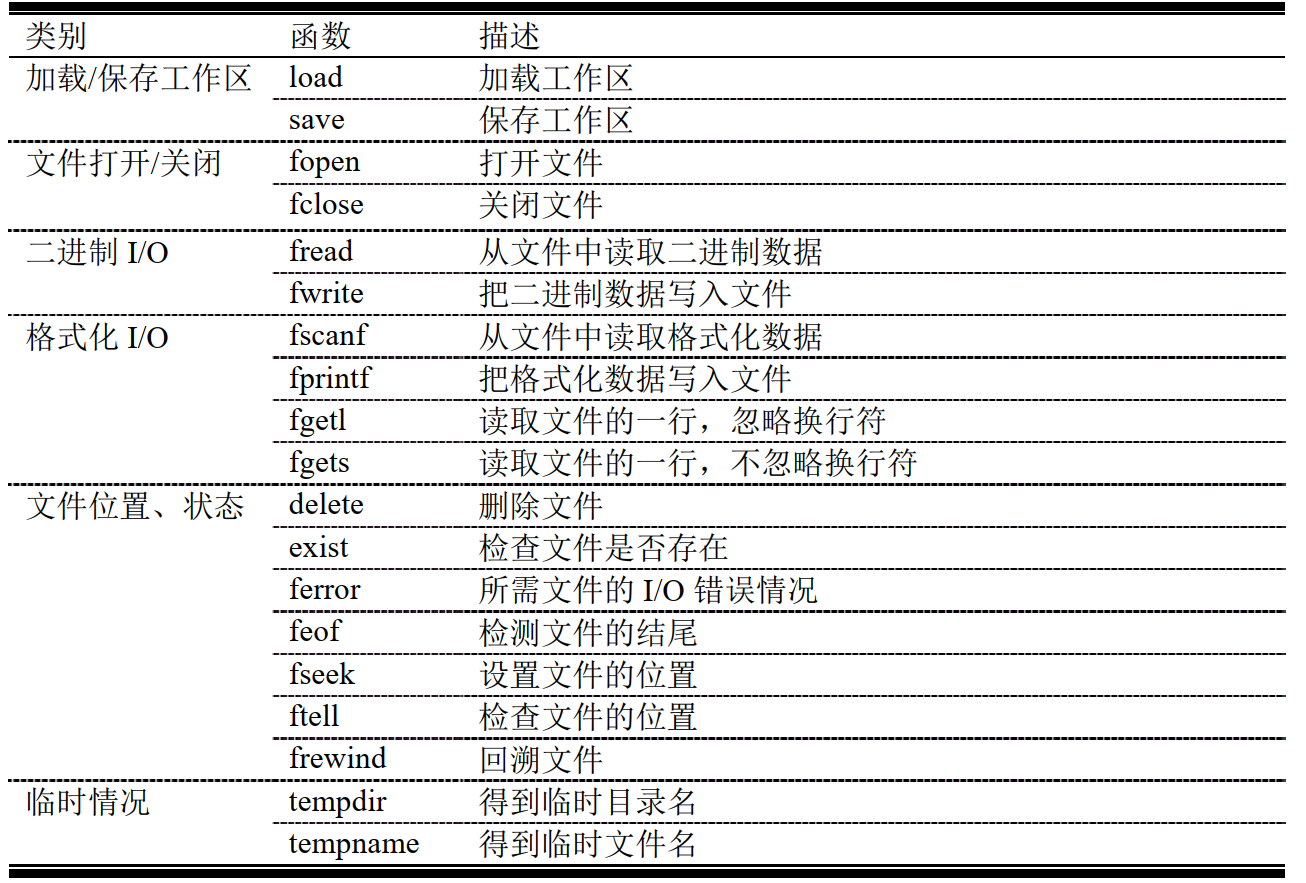 类别 函数 描述
加载/保存工作区 load 加载工作区
save 保存工作区
文件打开/关闭 fopen 打开文件
fclose 关闭文件
二进制 I/O fread 从文件中读取二进制数据
fwrite 把二进制数据写入文件
格式化 I/O fscanf 从文件中读取格式化数据
fprintf 把格式化数据写入文件
fgetl 读取文件的一行，忽略换行符
fgets 读取文件的一行，不忽略换行符
文件位置、状态 delete 删除文件
exist 检查文件是否存在
ferror 所需文件的 I/O 错误情况
feof 检测文件的结尾
fseek 设置文件的位置
ftell 检查文件的位置
frewind 回溯文件
临时情况 tempdir 得到临时目录名
tempname 得到临时文件名